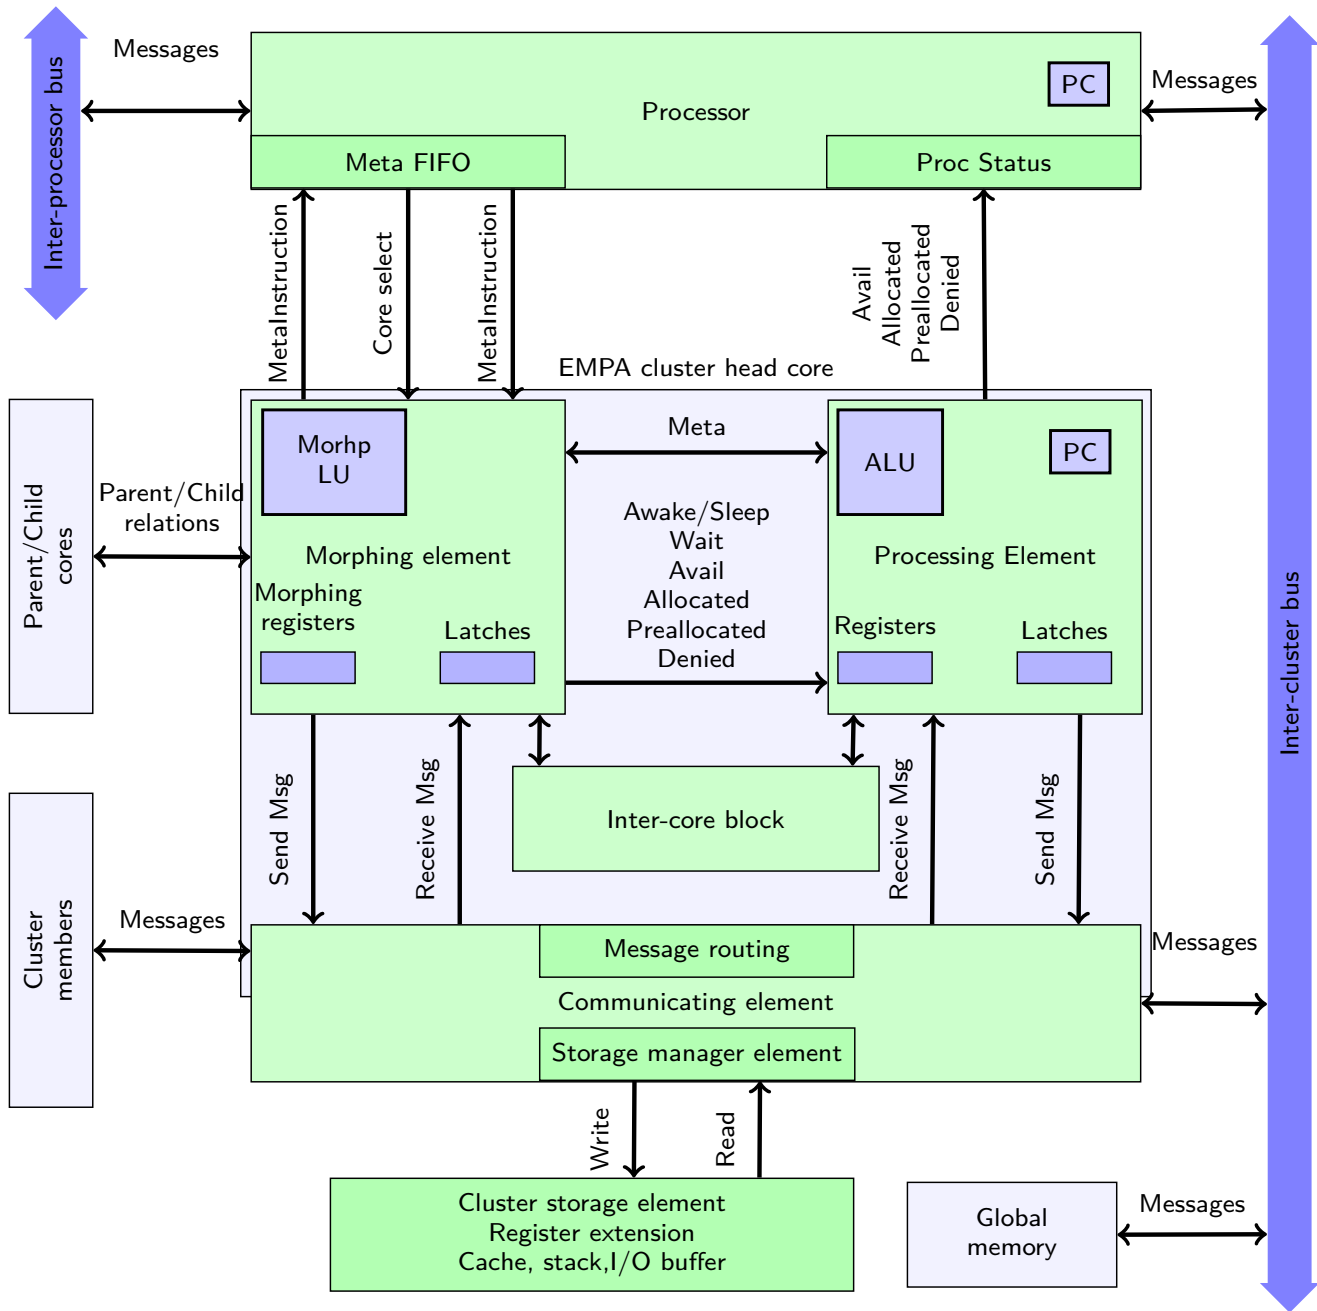 Messages
Inter-processor bus
Processor
PC
Meta FIFO
Proc Status
Messages
MetaInstruction
Core select
MetaInstruction
Avail
Allocated
Preallocated
Denied
EMPA cluster head core
Parent/Child
cores
Parent/Child
relations
Morhp
LU
Morphing element
Morphing
registers
Latches
Meta
Awake/Sleep
Wait
Avail
Allocated
Preallocated
Denied
ALU
PC
Processing Element
Registers
Latches
Inter-cluster bus
Send Msg
Receive Msg
Inter-core block
Receive Msg
Send Msg
Cluster
members
Messages
Message routing
Communicating element
Storage manager element
Messages
Write
Read
Cluster storage element
Register extension
Cache, stack,I/O buffer
Global
memory
Messages